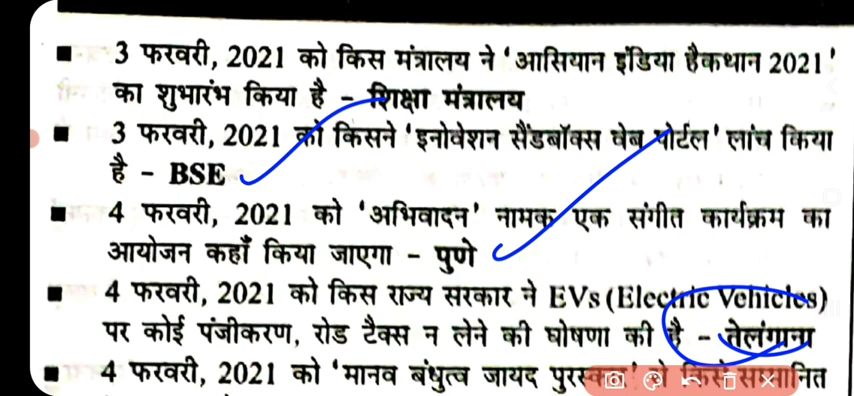 ■ 3 फरवरी, 2021 को किस मंत्रालय ने ‘आसियान इंडिया हैकथान 2021’
का शुभारंभ किया है – शिक्षा मंत्रालय
■ 3 फरवरी, 2021 को किसने ‘इनोवेशन सैंडबॉक्स वेब पोर्टल’ लांच किया
है – BSE
■ 4 फरवरी, 2021 को ‘अभिवादन’ नामक एक संगीत कार्यक्रम का
आयोजन कहाँ किया जाएगा – पुणे
■ 4 फरवरी, 2021 को किस राज्य सरकार ने EVs (Electric Vehicles)
पर कोई पंजीकरण, रोड टैक्स न लेने की घोषणा की है – तेलंगाना
■ 4 फरवरी, 2021 को ‘मानव बंधुत्व जायद पुरस्कार’ से किसे सम्मानित